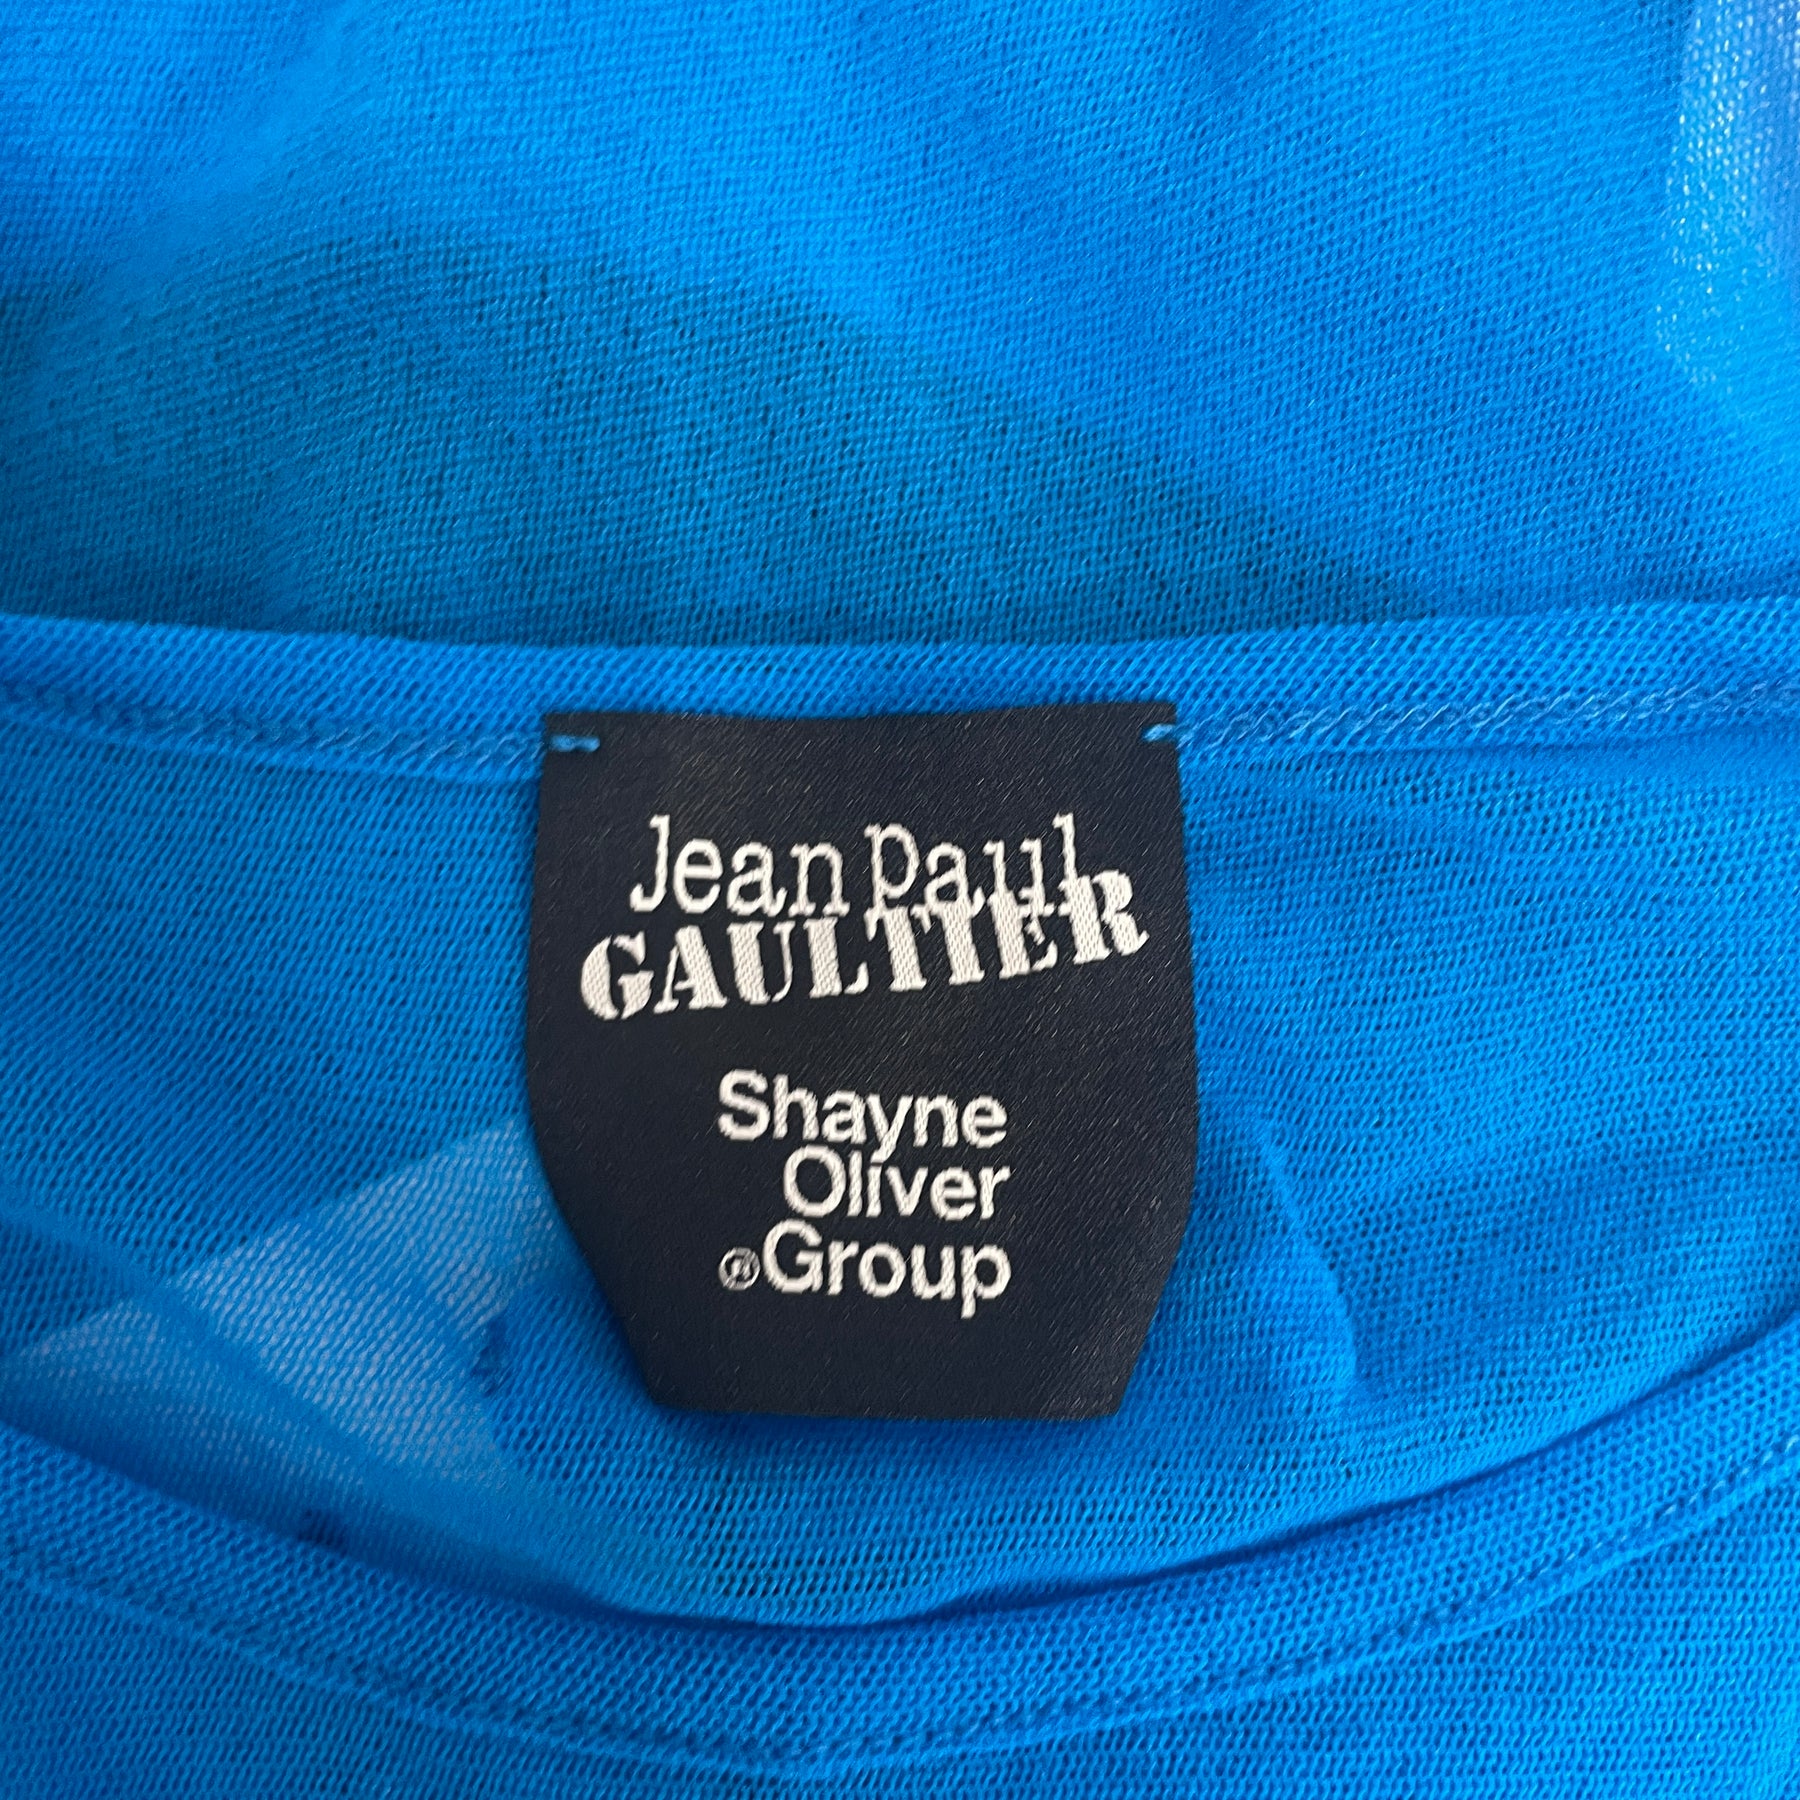 Jean Paul
GAULTIER
Shayne
Oliver
®Group